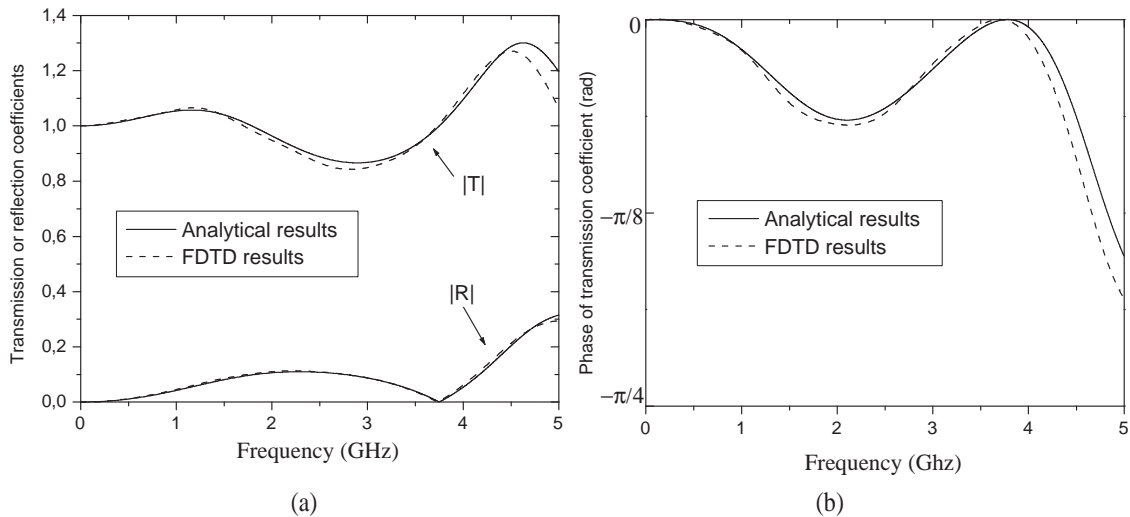 1,4
1,2
1,0
0,8
0,6
0,4
0,2
0,0
0 1 2 3 4 5
Transmission or reflection coefficients
|T|
Analytical results
FDTD results
|R|
Frequency (GHz)
(a)
0
−π/8
−π/4
0 1 2 3 4 5
Phase of transmission coefficient (rad)
Analytical results
FDTD results
Frequency (Ghz)
(b)